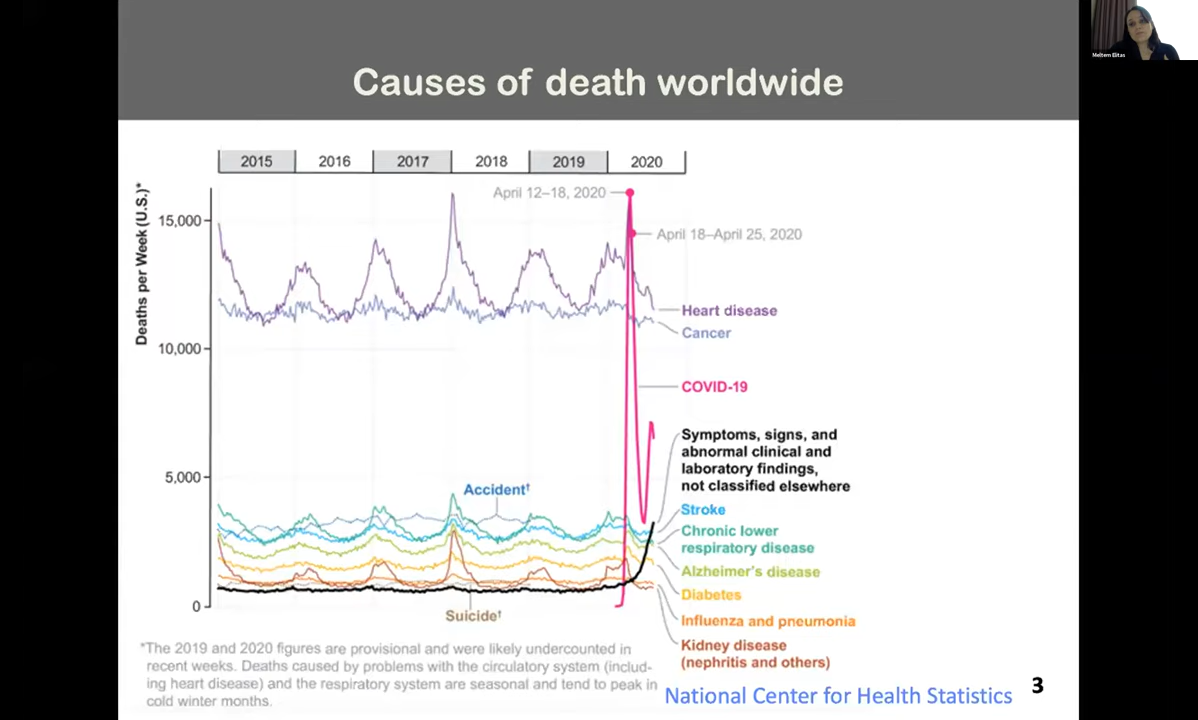 Causes of death worldwide
Meltem Elitas
2015 2016 2017 2018 2019 2020
Deaths per Week (U.S.)*
15,000
10,000
5,000
0
April 12–18, 2020
April 18–April 25, 2020
Heart disease
Cancer
COVID-19
Symptoms, signs, and
abnormal clinical and
laboratory findings,
not classified elsewhere
Accident†
Stroke
Chronic lower
respiratory disease
Alzheimer's disease
Diabetes
Suicide†
Influenza and pneumonia
Kidney disease
(nephritis and others)
*The 2019 and 2020 figures are provisional and were likely undercounted in
recent weeks. Deaths caused by problems with the circulatory system (includ-
ing heart disease) and the respiratory system are seasonal and tend to peak in
cold winter months.
National Center for Health Statistics
3